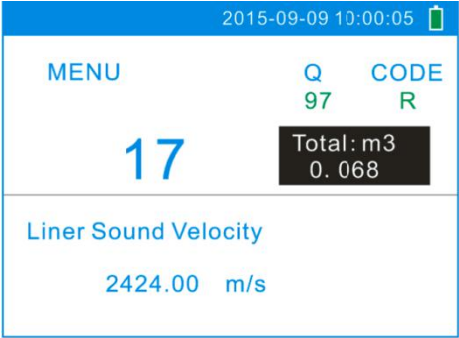 2015-09-09 10:00:05
MENU Q CODE
97 R
17
Total: m3
0.068
Liner Sound Velocity
2424.00 m/s